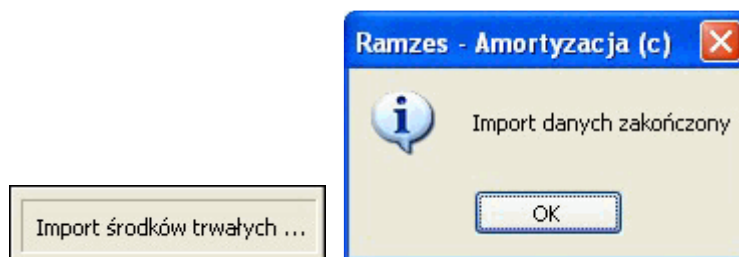 Import środków trwałych ...
Ramzes - Amortyzacja (c)
Import danych zakończony
OK